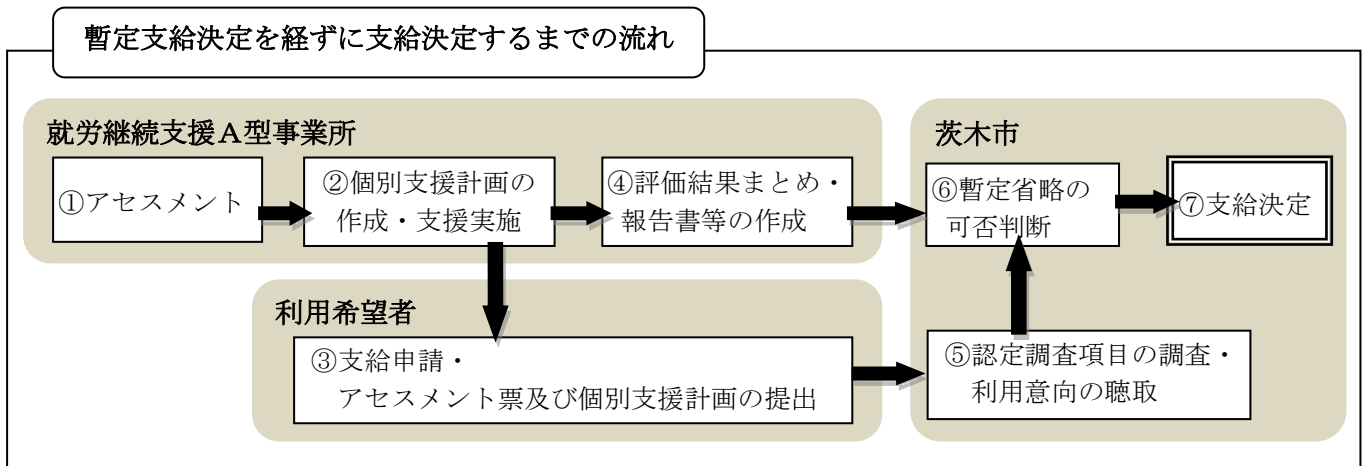 暫定支給決定を経ずに支給決定するまでの流れ
就労継続支援A型事業所
①アセスメント
②個別支援計画の
作成・支援実施
④評価結果まとめ・
報告書等の作成
利用希望者
③支給申請・
アセスメント票及び個別支援計画の提出
茨木市
⑥暫定省略の
可否判断
⑦支給決定
⑤認定調査項目の調査・
利用意向の聴取